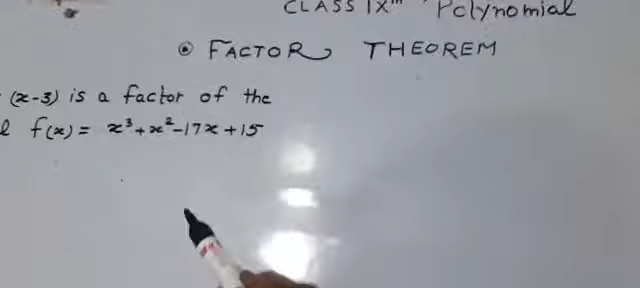 CLASS IXth Polynomial
⊙ FACTOR THEOREM
(x-3) is a factor of the
f(x) = x³+x²-17x+15